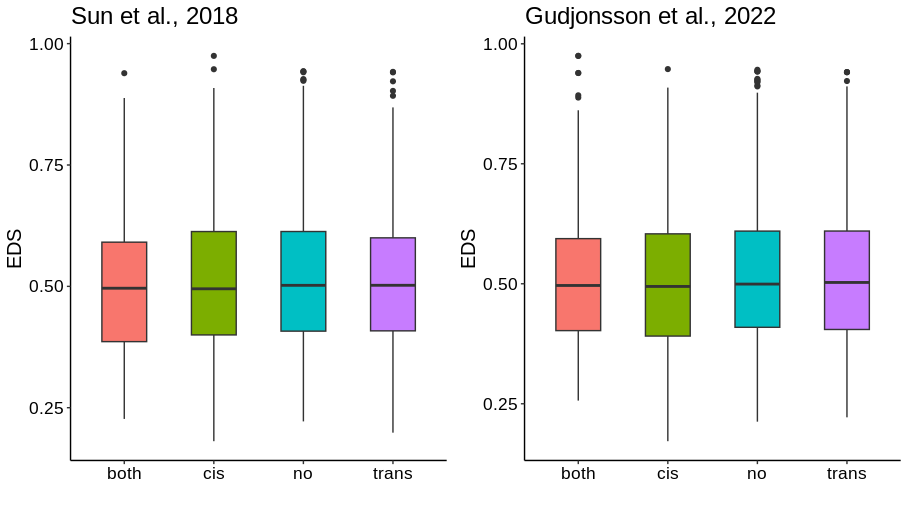 Sun et al., 2018
EDS
1.00
0.75
0.50
0.25
both cis no trans
Gudjonsson et al., 2022
EDS
1.00
0.75
0.50
0.25
both cis no trans